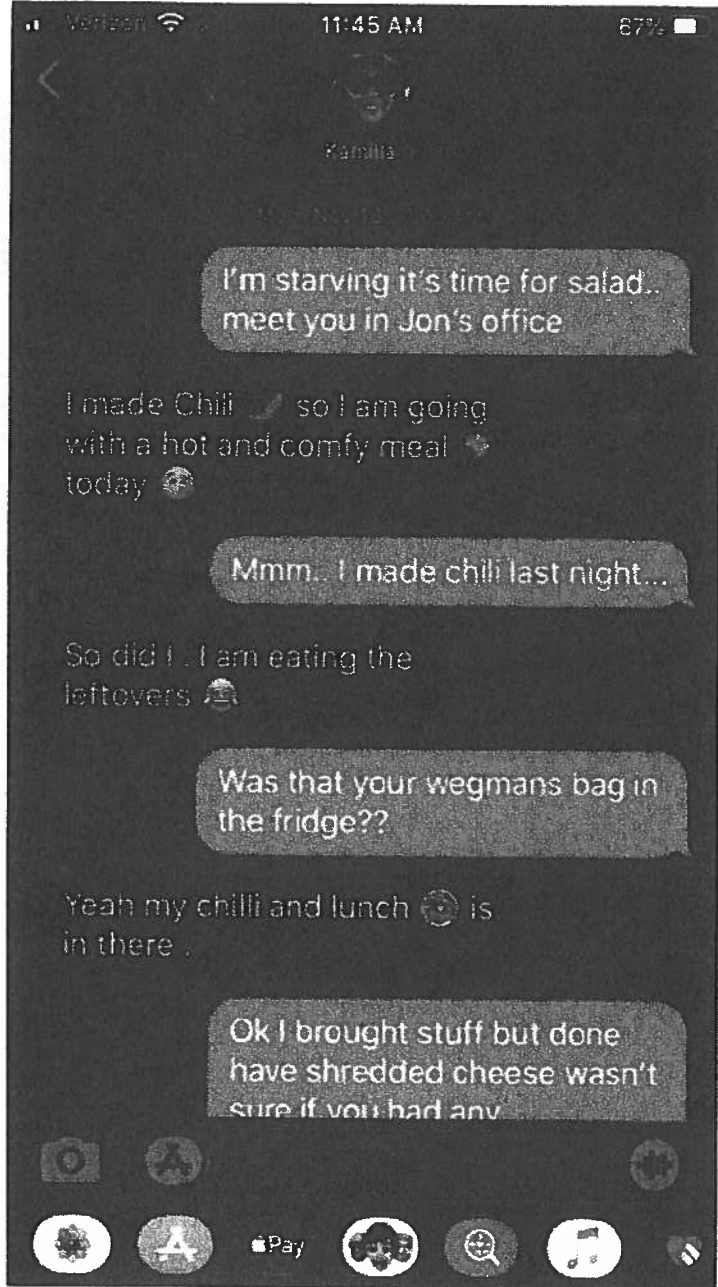 Verizon 11:45 AM 87%
Kamilla
I'm starving it's time for salad..
meet you in Jon's office
I made Chili so I am going
with a hot and comfy meal
today
Mmm.. I made chili last night...
So did I . I am eating the
leftovers
Was that your wegmans bag in
the fridge??
Yeah my chilli and lunch is
in there .
Ok I brought stuff but done
have shredded cheese wasn't
sure if you had any
Pay